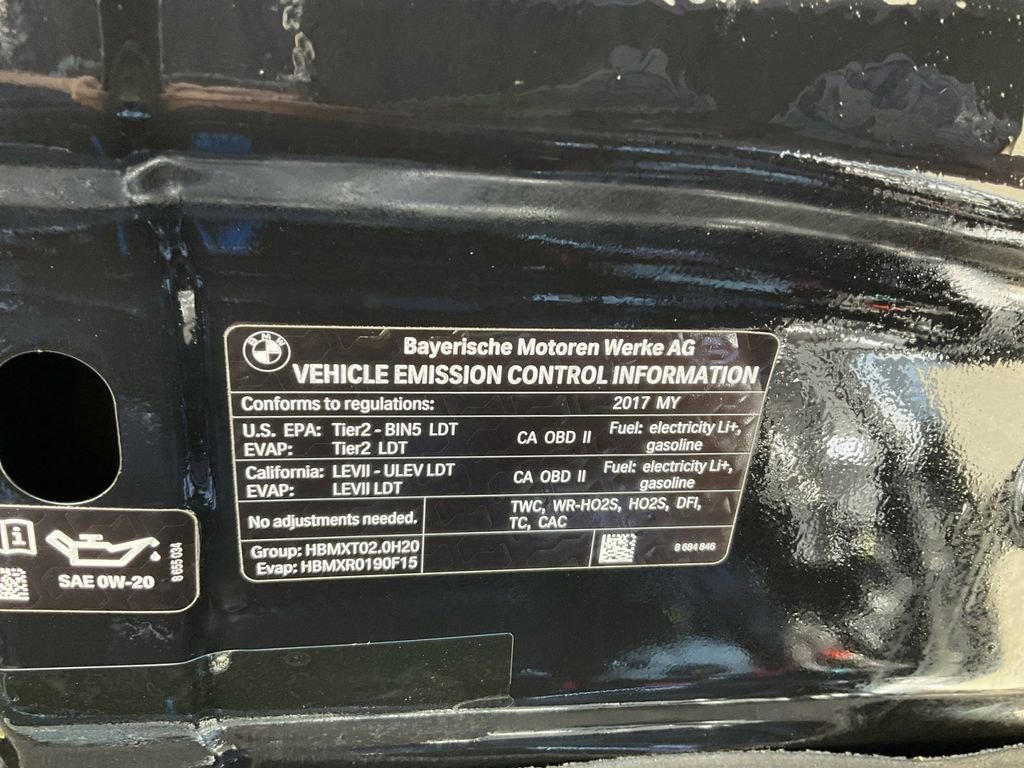 BMW
Bayerische Motoren Werke AG
VEHICLE EMISSION CONTROL INFORMATION
Conforms to regulations: 2017 MY
U.S. EPA: Tier2 - BIN5 LDT
EVAP: Tier2 LDT
CA OBD II
Fuel: electricity Li+,
gasoline
California: LEVII - ULEV LDT
EVAP: LEVII LDT
CA OBD II
Fuel: electricity Li+,
gasoline
No adjustments needed.
TWC, WR-HO2S, HO2S, DFI,
TC, CAC
Group: HBMXT02.0H20
Evap: HBMXR0190F15
8 684 846
i
SAE 0W-20
8 655 034